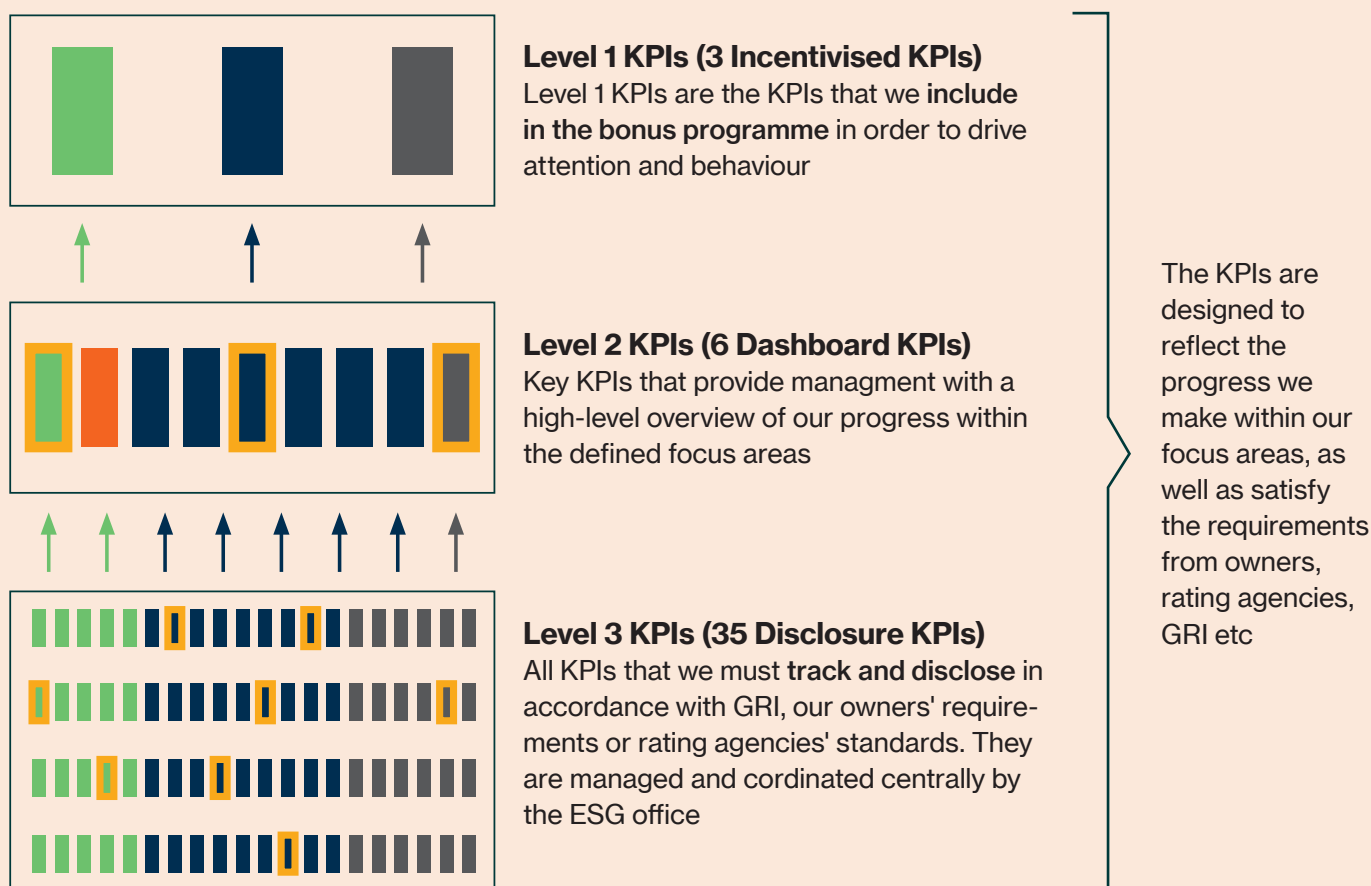 Level 1 KPIs (3 Incentivised KPIs)
Level 1 KPIs are the KPIs that we include
in the bonus programme in order to drive
attention and behaviour
Level 2 KPIs (6 Dashboard KPIs)
Key KPIs that provide managment with a
high-level overview of our progress within
the defined focus areas
Level 3 KPIs (35 Disclosure KPIs)
All KPIs that we must track and disclose in
accordance with GRI, our owners' require-
ments or rating agencies' standards. They
are managed and cordinated centrally by
the ESG office
The KPIs are
designed to
reflect the
progress we
make within our
focus areas, as
well as satisfy
the requirements
from owners,
rating agencies,
GRI etc